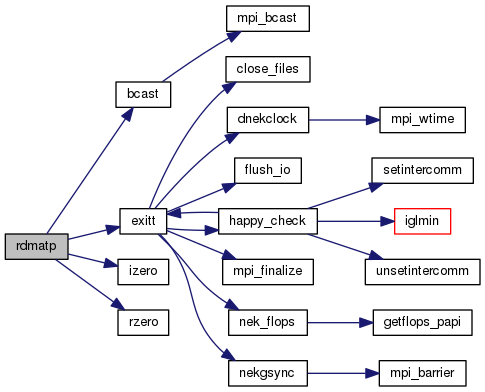 mpi_bcast
close_files
bcast
dnekclock
mpi_wtime
flush_io
setintercomm
exitt
happy_check
iglmin
rdmatp
izero
mpi_finalize
unsetintercomm
rzero
nek_flops
getflops_papi
nekgsync
mpi_barrier